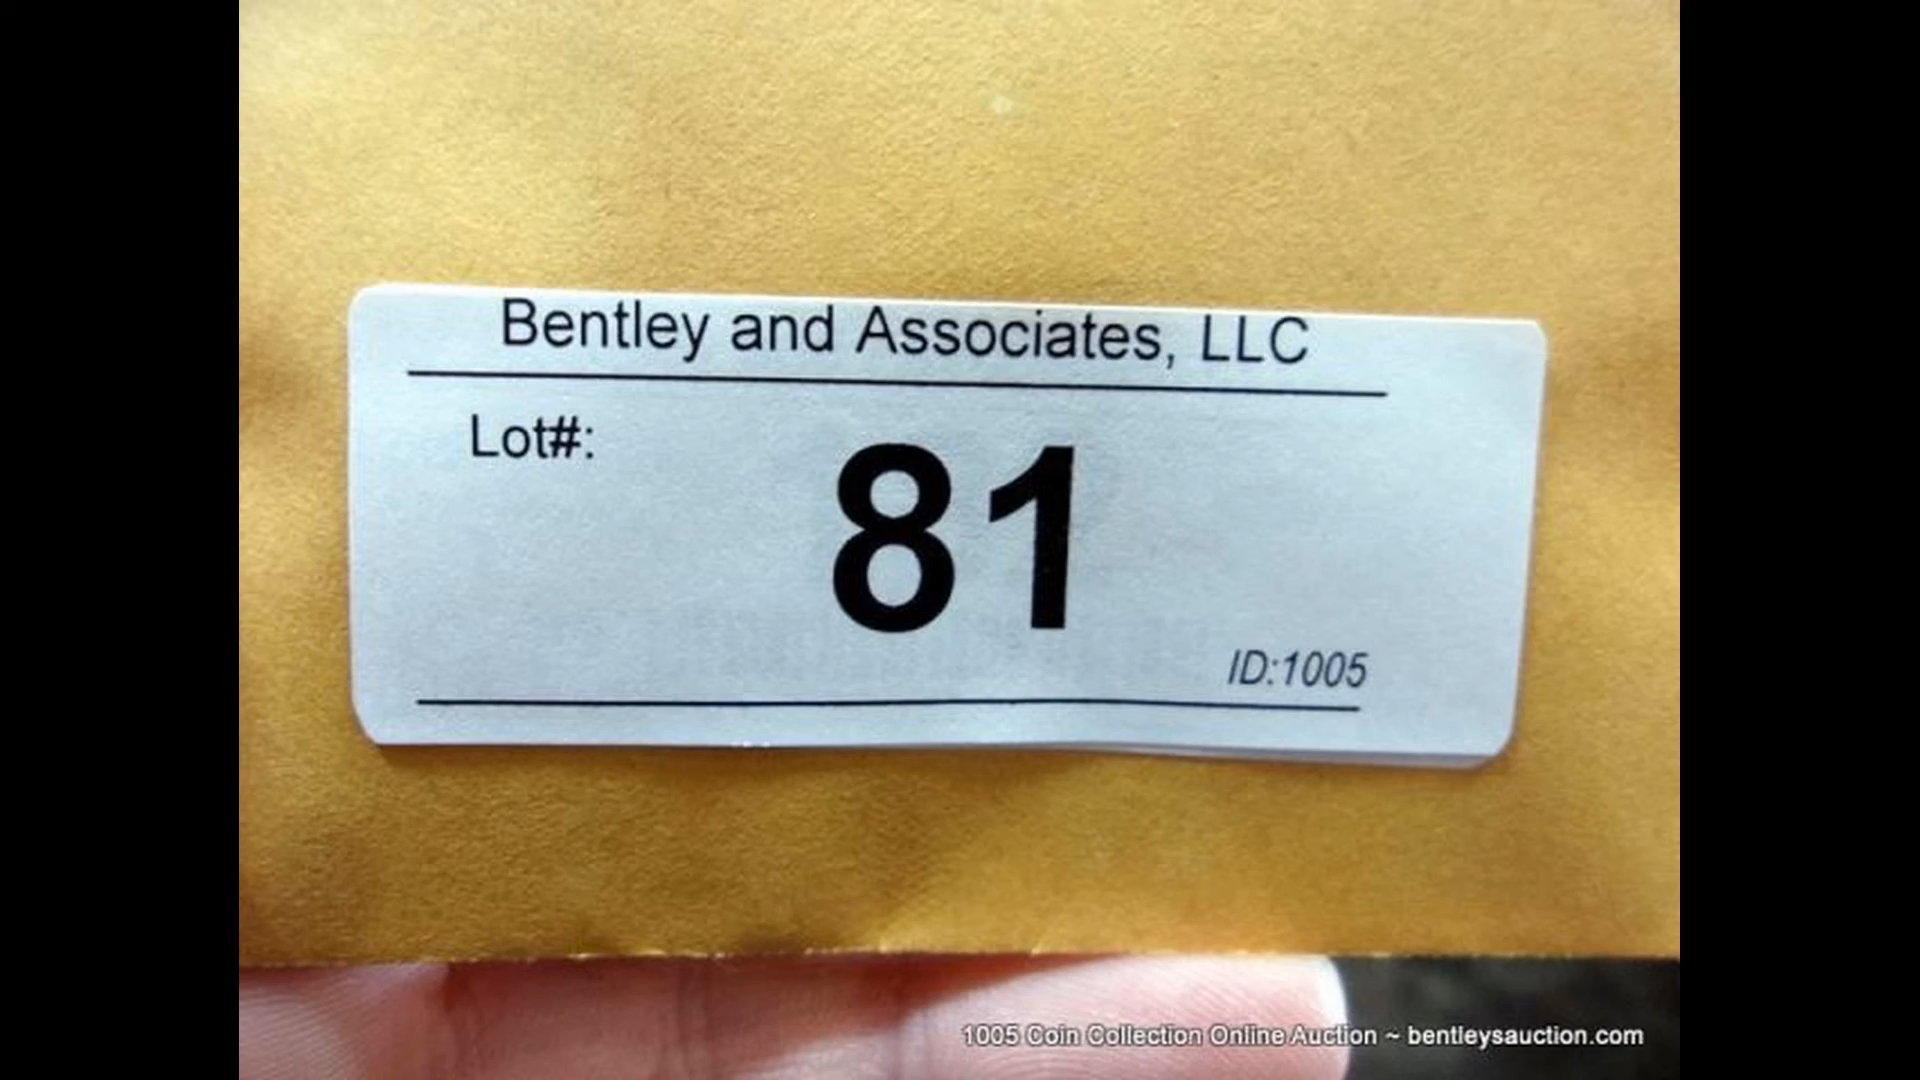 Bentley and Associates, LLC
Lot#:
81
ID:1005
1005 Coin Collection Online Auction ~ bentleysauction.com